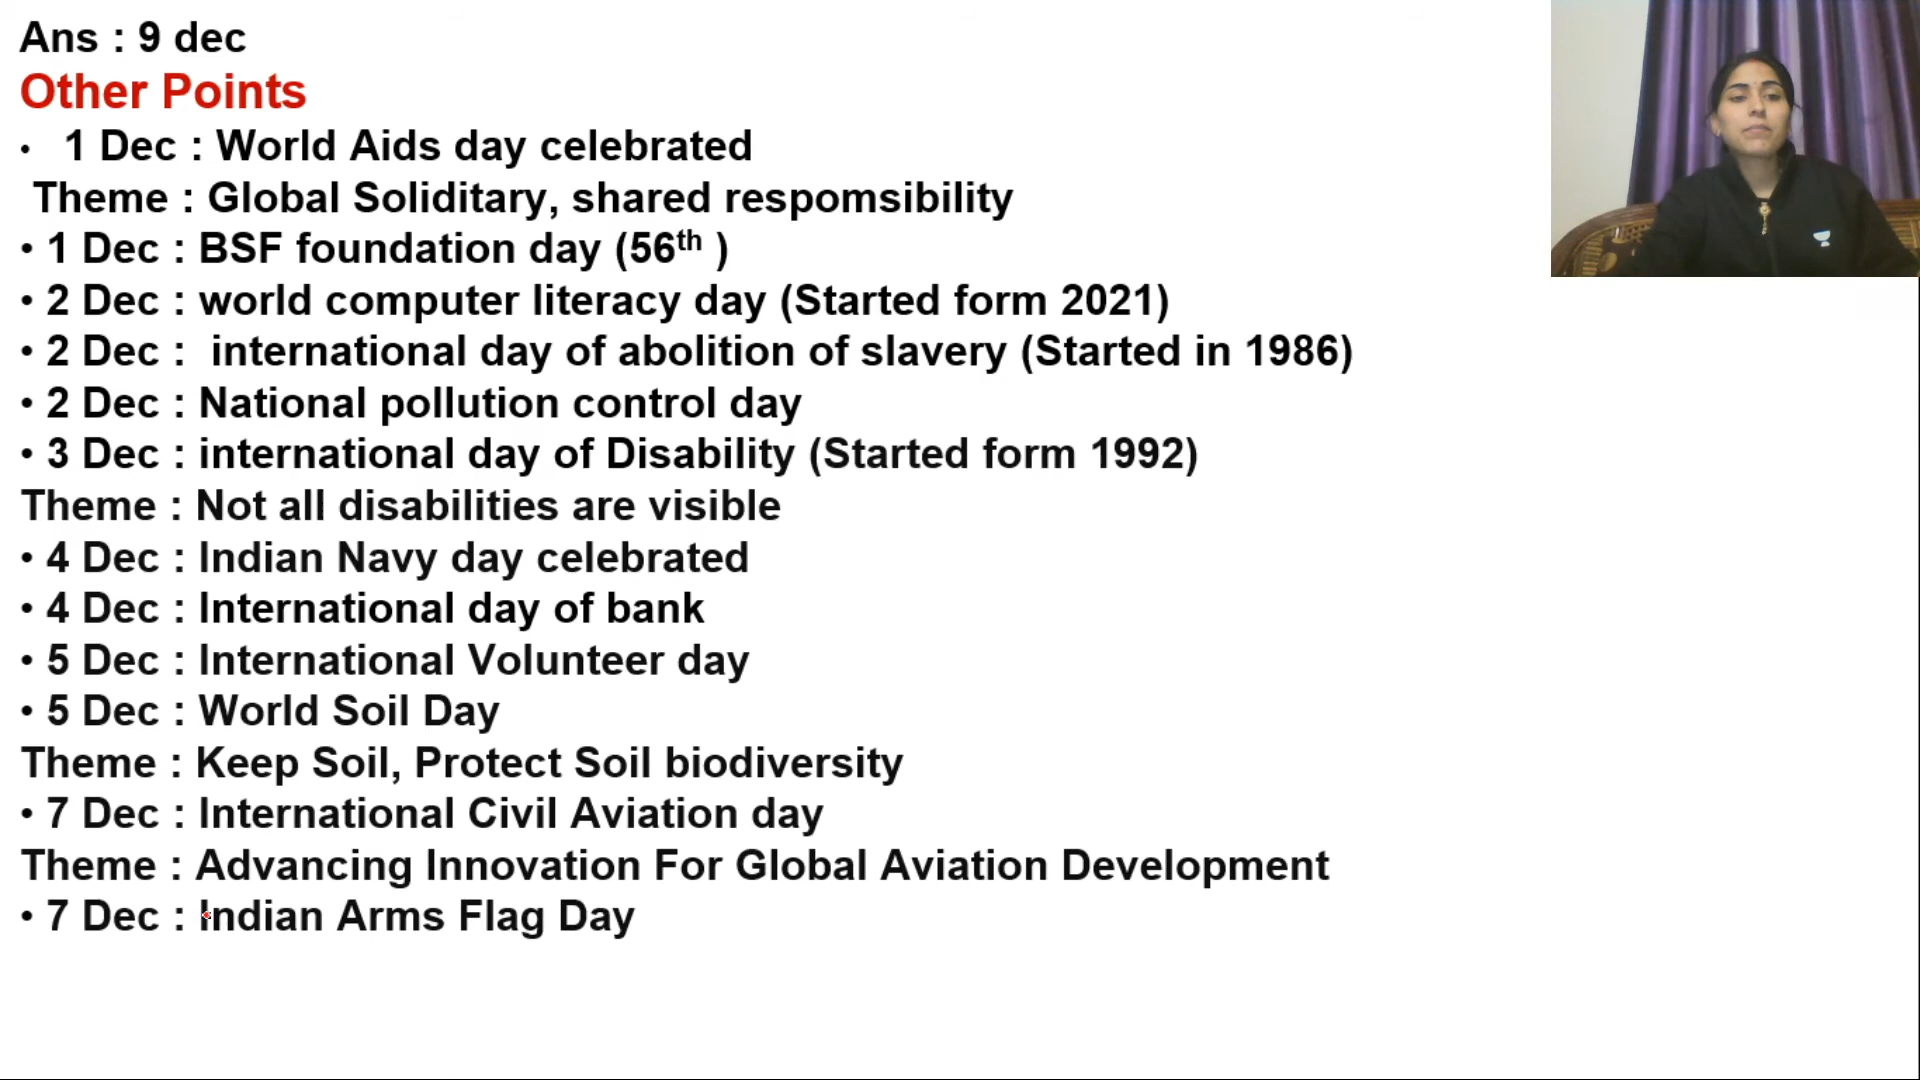 Ans : 9 dec
Other Points
• 1 Dec : World Aids day celebrated
Theme : Global Soliditary, shared respomsibility
• 1 Dec : BSF foundation day (56th )
• 2 Dec : world computer literacy day (Started form 2021)
• 2 Dec : international day of abolition of slavery (Started in 1986)
• 2 Dec : National pollution control day
• 3 Dec : international day of Disability (Started form 1992)
Theme : Not all disabilities are visible
• 4 Dec : Indian Navy day celebrated
• 4 Dec : International day of bank
• 5 Dec : International Volunteer day
• 5 Dec : World Soil Day
Theme : Keep Soil, Protect Soil biodiversity
• 7 Dec : International Civil Aviation day
Theme : Advancing Innovation For Global Aviation Development
• 7 Dec : Indian Arms Flag Day